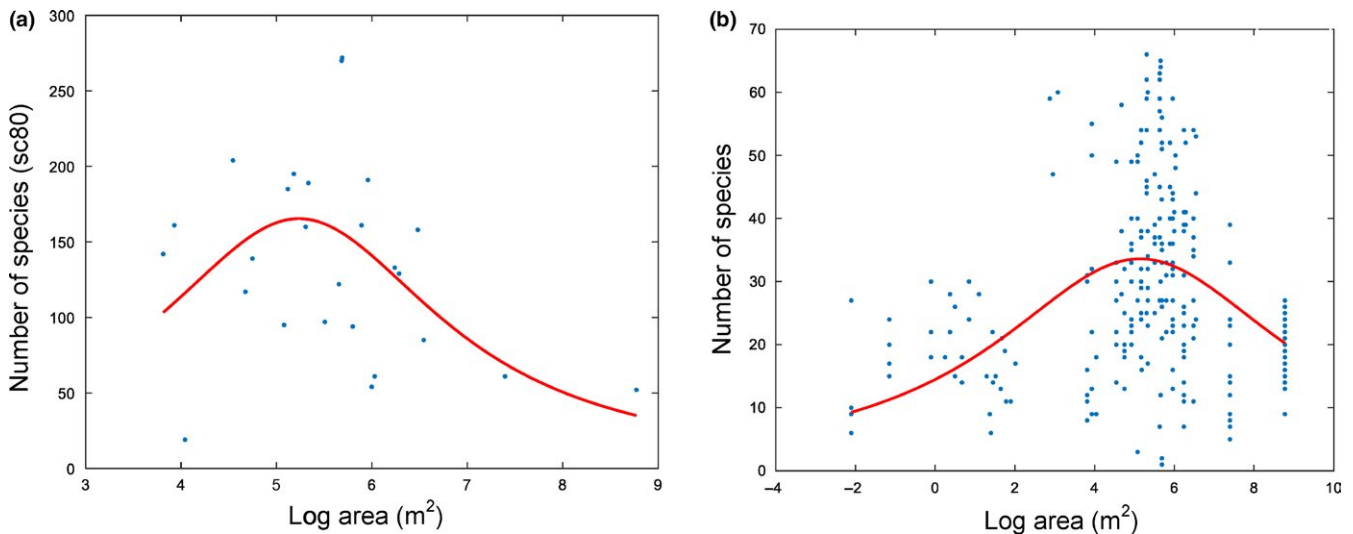 (a)
300
250
200
150
100
50
0
Number of species (sc80)
3 4 5 6 7 8 9
Log area (m²)
(b)
70
60
50
40
30
20
10
0
Number of species
–4 –2 0 2 4 6 8 10
Log area (m²)